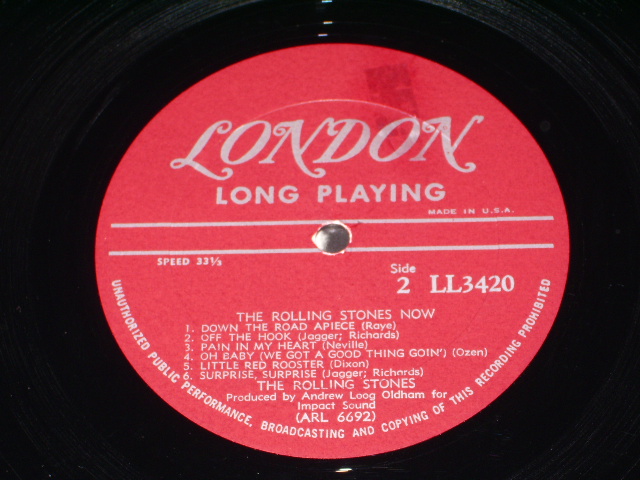 LONDON
LONG PLAYING
MADE IN U.S.A.
SPEED 33⅓
Side
2 LL3420
THE ROLLING STONES NOW
1. DOWN THE ROAD APIECE (Raye)
2. OFF THE HOOK (Jagger; Richards)
3. PAIN IN MY HEART (Neville)
4. OH BABY (WE GOT A GOOD THING GOIN') (Ozen)
5. LITTLE RED ROOSTER (Dixon)
6. SURPRISE, SURPRISE (Jagger; Richards)
THE ROLLING STONES
Produced by Andrew Loog Oldham for
Impact Sound
(ARL 6692)
UNAUTHORIZED PUBLIC PERFORMANCE, BROADCASTING AND COPYING OF THIS RECORDING PROHIBITED